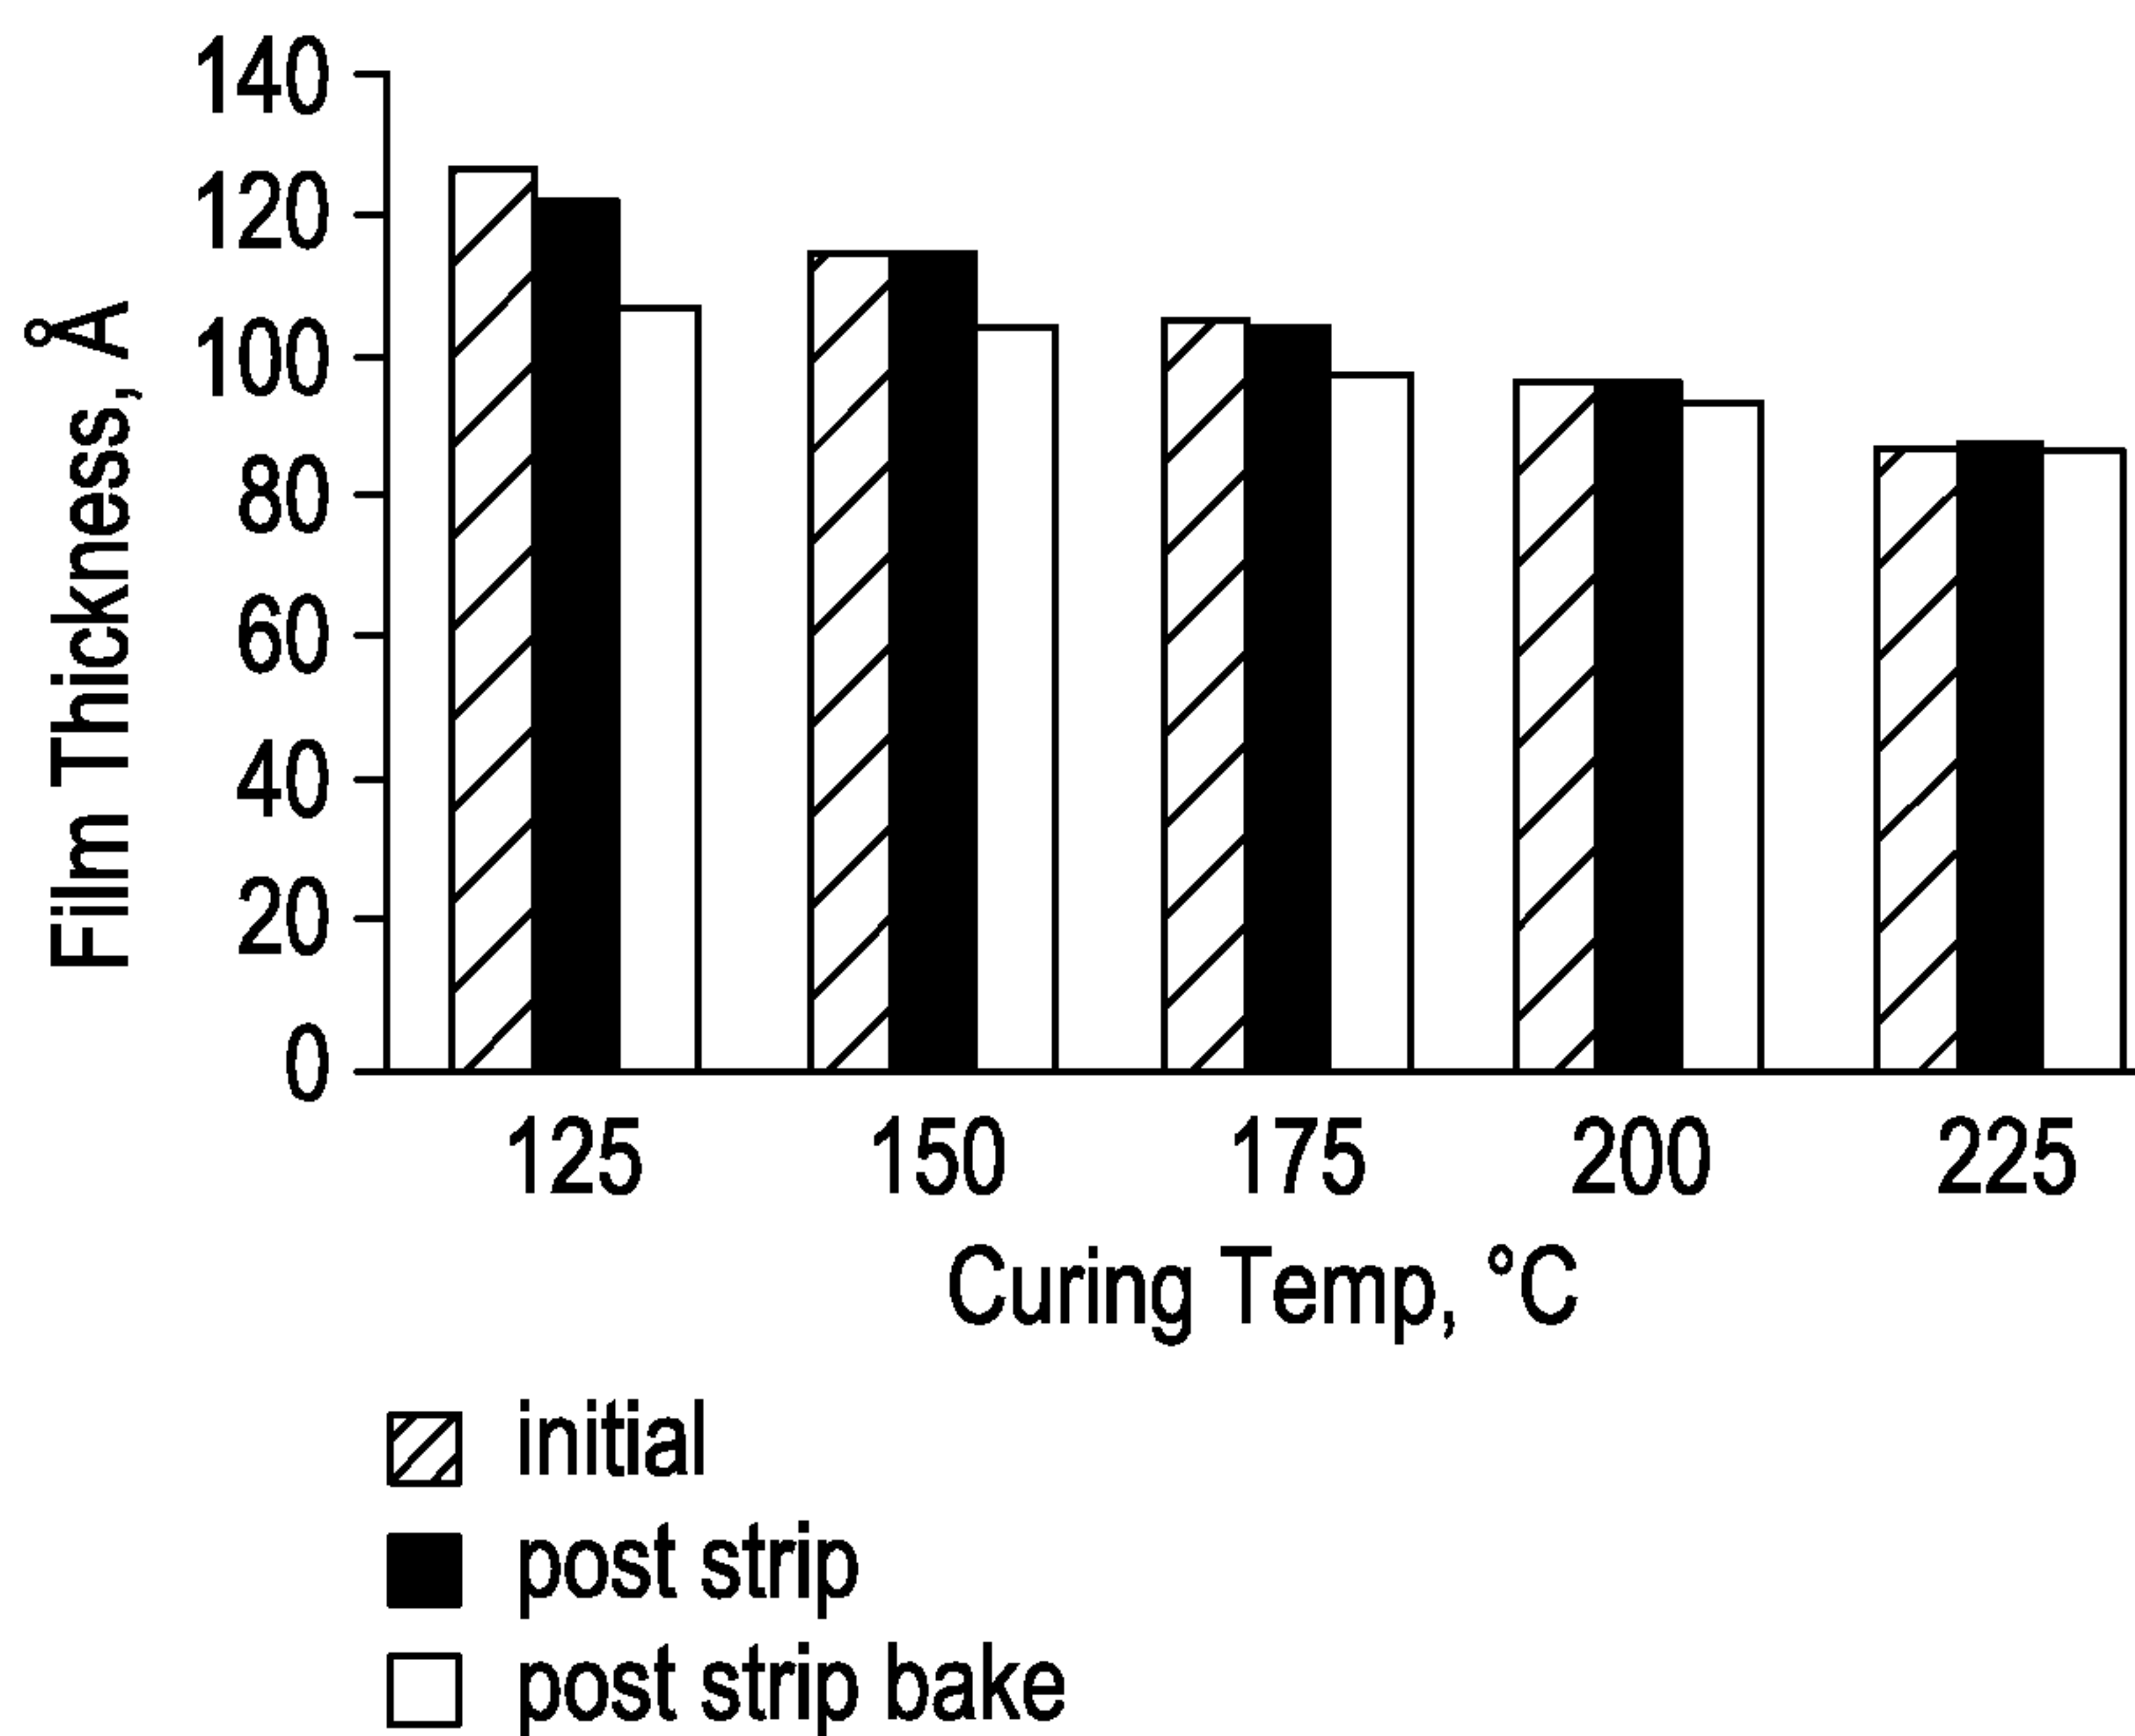 140
120
100
80
60
40
20
0
Film Thickness, Å
125 150 175 200 225
Curing Temp, °C
initial
post strip
post strip bake